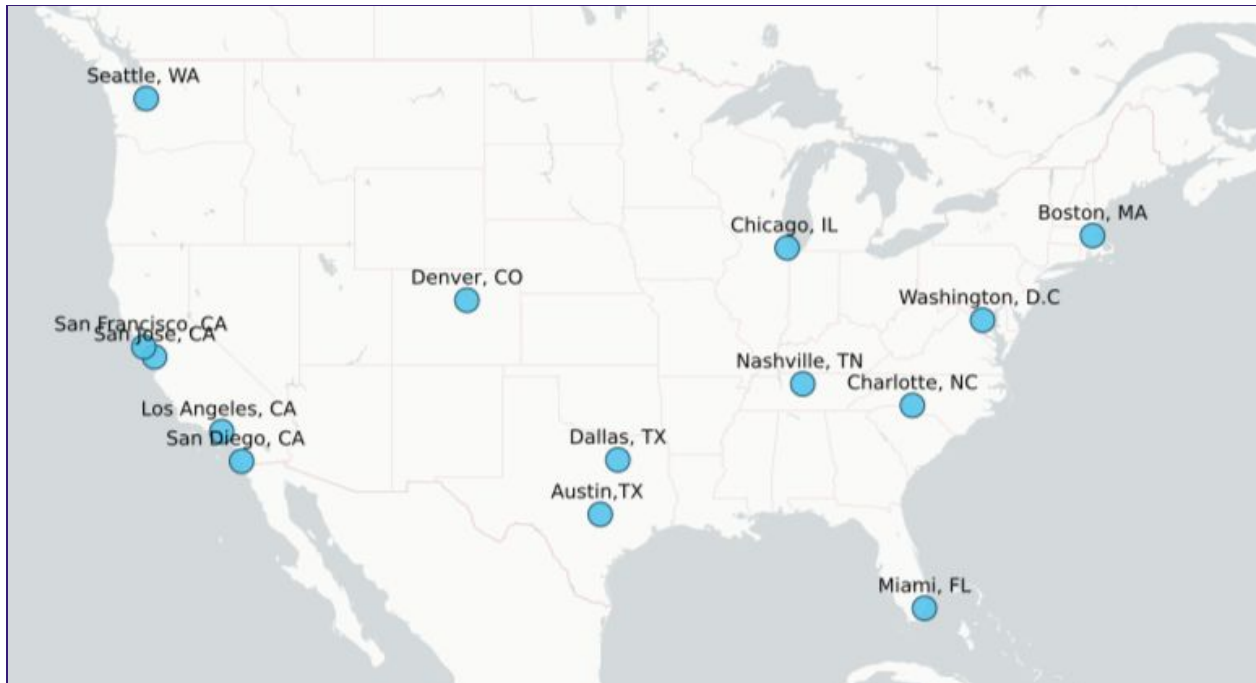 Seattle, WA
Boston, MA
Chicago, IL
Denver, CO
Washington, D.C
San Francisco, CA
San Jose, CA
Nashville, TN
Charlotte, NC
Los Angeles, CA
San Diego, CA
Dallas, TX
Austin,TX
Miami, FL